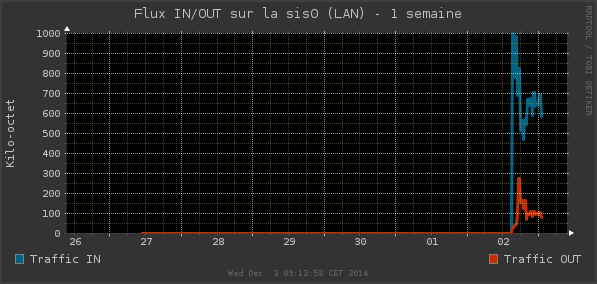 Flux IN/OUT sur la sis0 (LAN) - 1 semaine
RRDTOOL / TOBI OETIKER
Kilo-octet
1000
900
800
700
600
500
400
300
200
100
0
26 27 28 29 30 01 02
Traffic IN Traffic OUT
Wed Dec 3 09:12:58 CET 2014